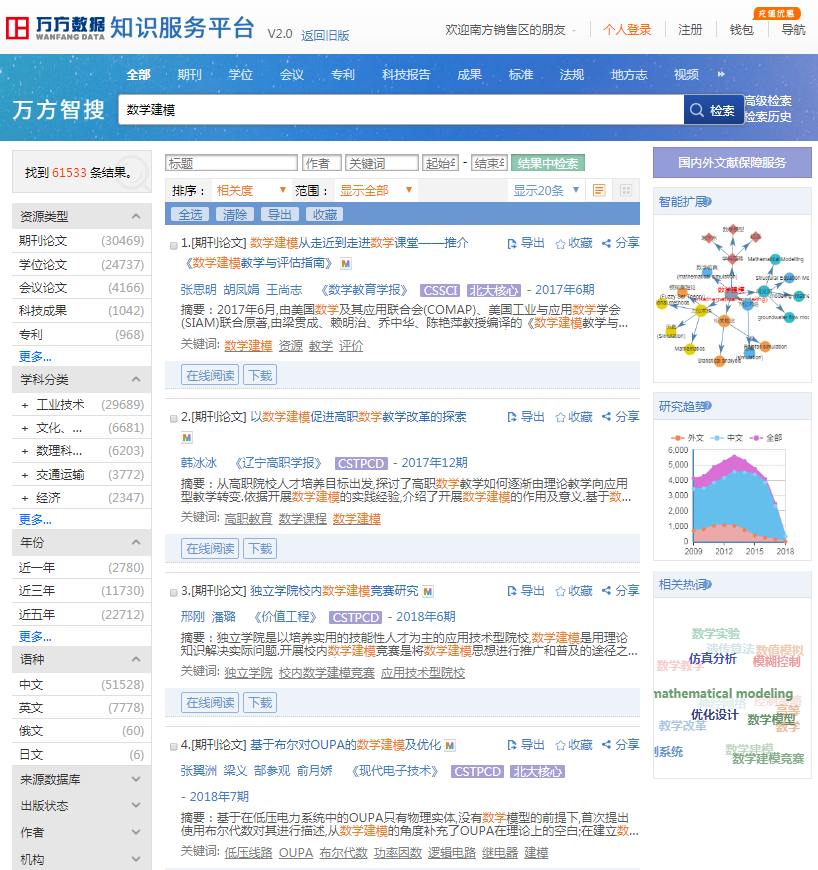 万方数据 WANFANG DATA 知识服务平台 V2.0 返回旧版
欢迎南方销售区的朋友 个人登录 注册 钱包 导航
充值优惠
全部 期刊 学位 会议 专利 科技报告 成果 标准 法规 地方志 视频 »
万方智搜 数学建模 检索
高级检索
检索历史
找到 61533 条结果。
资源类型
期刊论文 (30469)
学位论文 (24737)
会议论文 (4166)
科技成果 (1042)
专利 (968)
更多...
学科分类
+ 工业技术 (29689)
+ 文化、... (6681)
+ 数理科... (6203)
+ 交通运输 (3772)
+ 经济 (2347)
更多...
年份
近一年 (2780)
近三年 (11730)
近五年 (22712)
更多...
语种
中文 (51528)
英文 (7778)
俄文 (60)
日文 (6)
来源数据库
出版状态
作者
机构
标题 作者 关键词 起始年 - 结束年 结果中检索
排序： 相关度 范围： 显示全部 显示20条
全选 清除 导出 收藏
1.[期刊论文] 数学建模从走近到走进数学课堂——推介
《数学建模教学与评估指南》 M
导出 收藏 分享
张思明 胡凤娟 王尚志 《数学教育学报》 CSSCI 北大核心 - 2017年6期
摘要：2017年6月,由美国数学及其应用联合会(COMAP)、美国工业与应用数学学会
(SIAM)联合原著,由梁贯成、赖明治、乔中华、陈艳萍教授编译的《数学建模教学与...
关键词: 数学建模 资源 教学 评价
在线阅读 下载
2.[期刊论文] 以数学建模促进高职数学教学改革的探索
M
导出 收藏 分享
韩冰冰 《辽宁高职学报》 CSTPCD - 2017年12期
摘要：从高职院校人才培养目标出发,探讨了高职数学教学如何逐渐由理论教学向应用
型教学转变.依据开展数学建模的实践经验,介绍了开展数学建模的作用及意义.基于数...
关键词: 高职教育 数学课程 数学建模
在线阅读 下载
3.[期刊论文] 独立学院校内数学建模竞赛研究 M
导出 收藏 分享
邢刚 潘璐 《价值工程》 CSTPCD - 2018年6期
摘要：独立学院是以培养实用的技能性人才为主的应用技术型院校,数学建模是用理论
知识解决实际问题,开展校内数学建模竞赛是将数学建模思想进行推广和普及的途径之...
关键词: 独立学院 校内数学建模竞赛 应用技术型院校
在线阅读 下载
4.[期刊论文] 基于布尔对OUPA的数学建模及优化 M
导出 收藏 分享
张翼洲 梁义 郜参观 俞月娇 《现代电子技术》 CSTPCD 北大核心
- 2018年7期
摘要：基于在低压电力系统中的OUPA只有物理实体,没有数学模型的前提下,首次提出
使用布尔代数对其进行描述,从数学建模的角度补充了OUPA在理论上的空白;在建立数...
关键词: 低压线路 OUPA 布尔代数 功率因数 逻辑电路 继电器 建模
国内外文献保障服务
智能扩展
数学建模
Mathematical Modelling
(mathematical simulation)
(Fuzzy Set Theory)
groundwater flow mod
(Simulation)
Mathematics
Statistical analysis
(simulation)
研究趋势
外文 中文 全部
6,000
5,000
4,000
3,000
2,000
1,000
0
2009 2012 2015 2018
相关热词
数学实验
遗传算法 数值模拟
数学教学 仿真分析 模糊控制
mathematical modeling
优化设计 数学模型
数学改革 数学
制系统 数学建模
数学建模竞赛